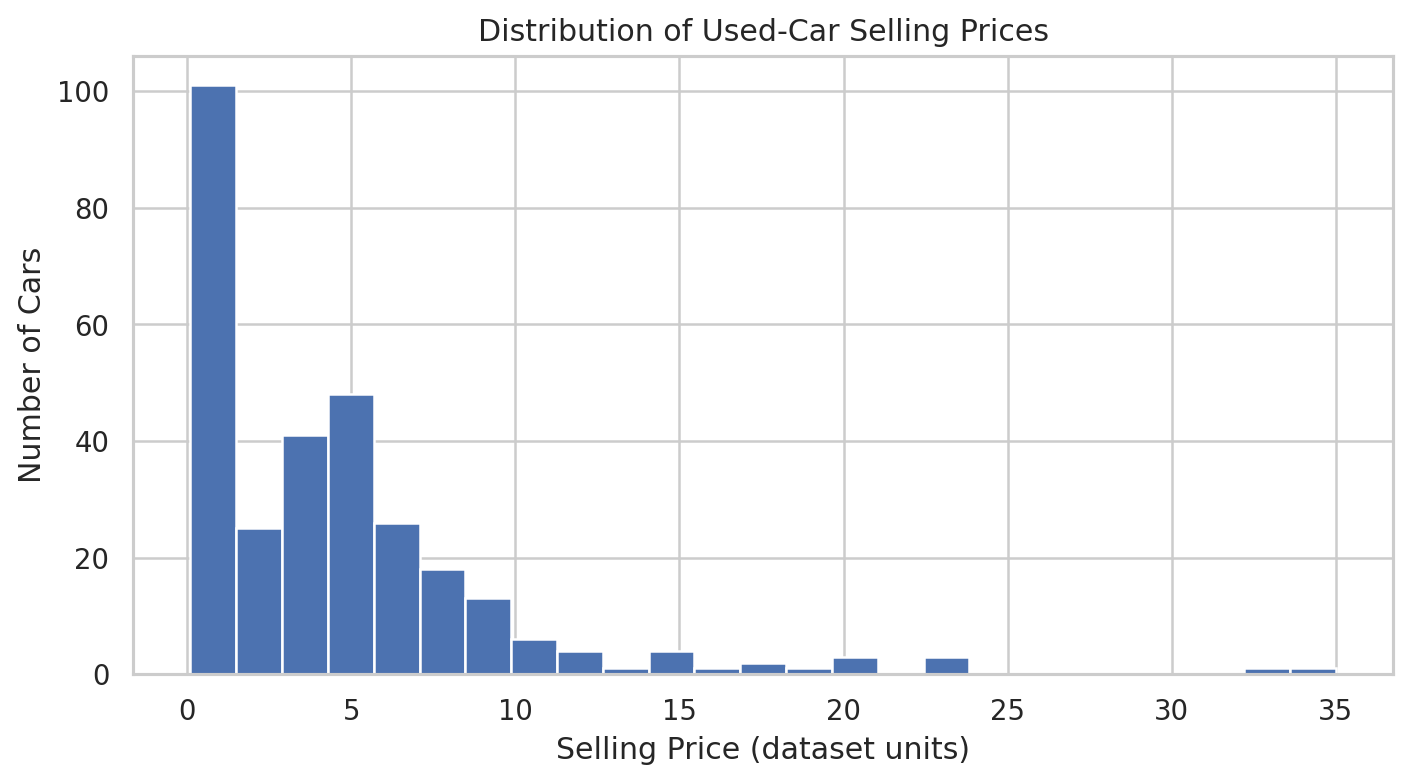 Distribution of Used-Car Selling Prices
Number of Cars
100
80
60
40
20
0
0 5 10 15 20 25 30 35
Selling Price (dataset units)